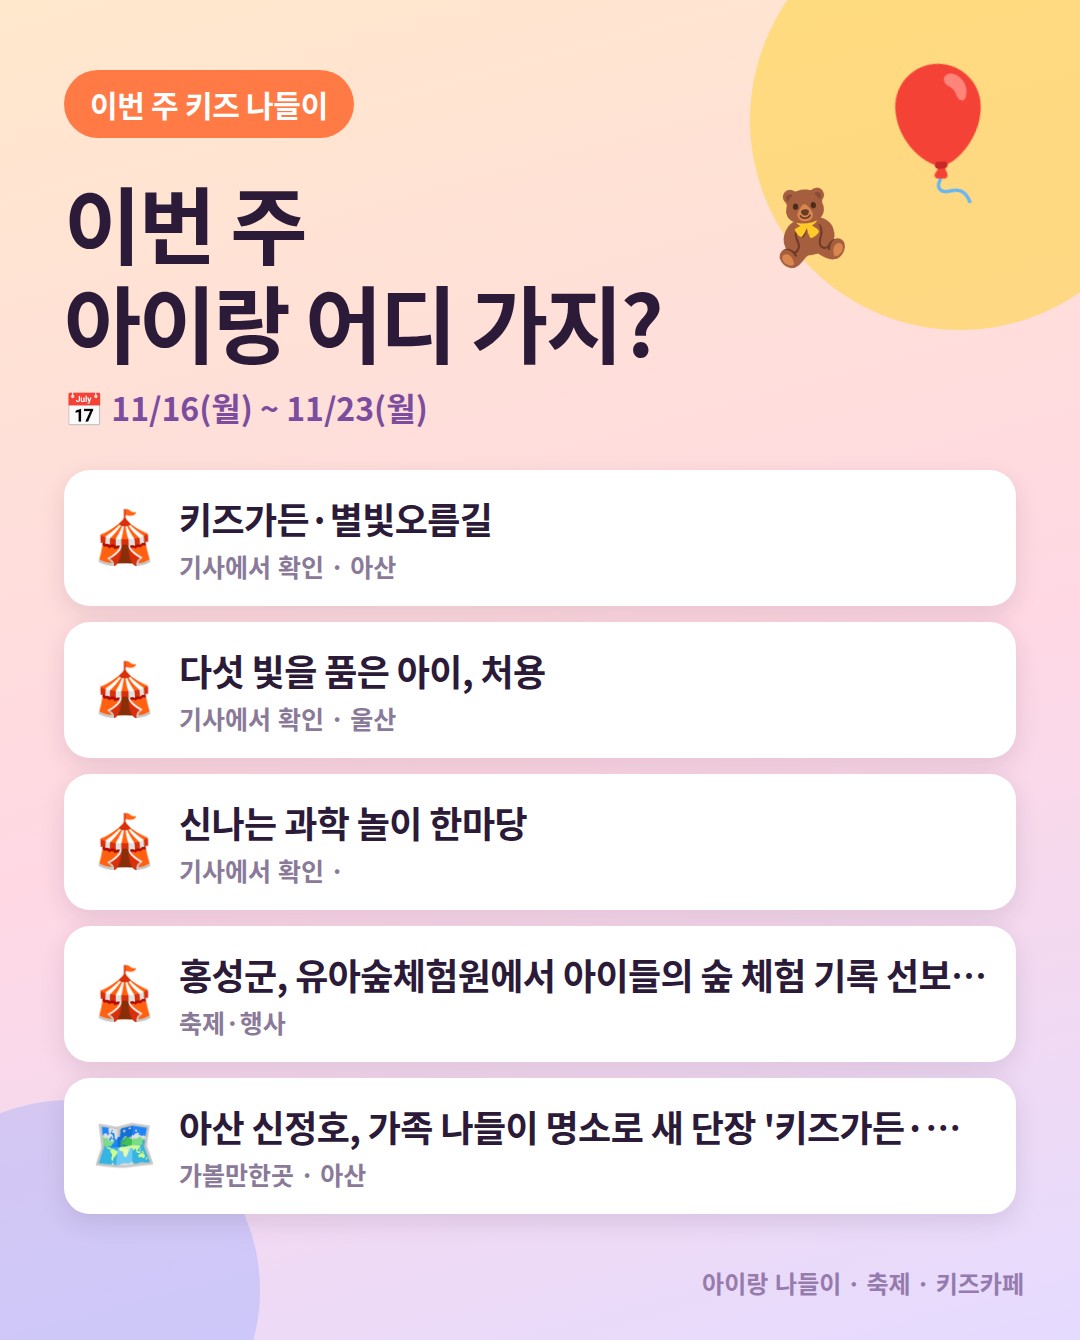 이번 주 키즈 나들이
이번 주
아이랑 어디 가지?
📅 11/16(월) ~ 11/23(월)
키즈가든·별빛오름길
기사에서 확인 · 아산
다섯 빛을 품은 아이, 처용
기사에서 확인 · 울산
신나는 과학 놀이 한마당
기사에서 확인 ·
홍성군, 유아숲체험원에서 아이들의 숲 체험 기록 선보…
축제·행사
아산 신정호, 가족 나들이 명소로 새 단장 '키즈가든·…
가볼만한곳 · 아산
아이랑 나들이 · 축제 · 키즈카페